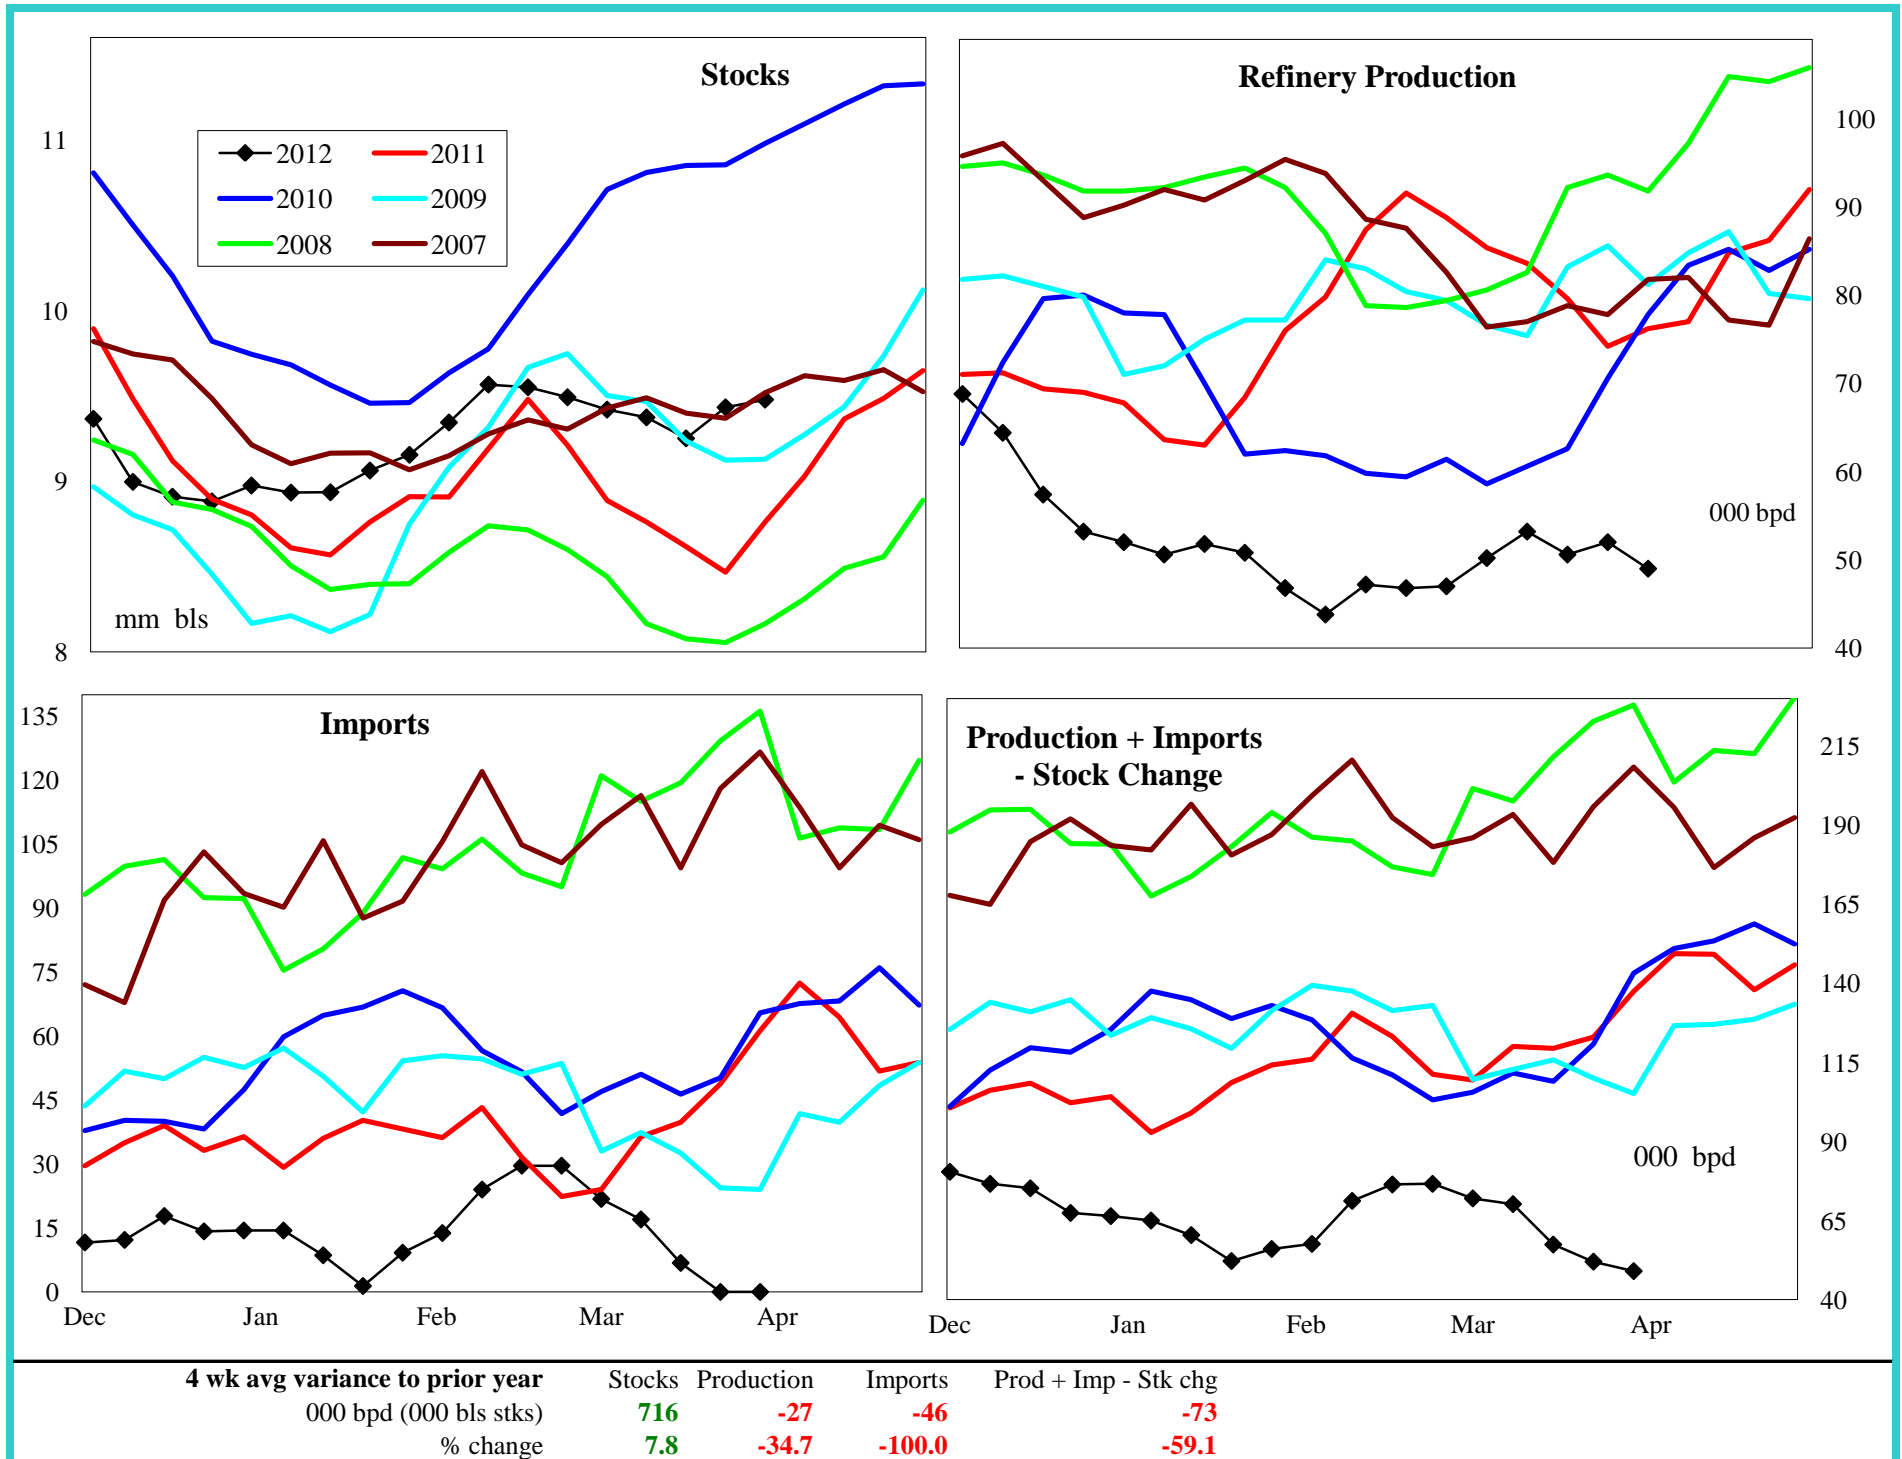 Stocks
11
10
9
8
2012
2011
2010
2009
2008
2007
mm bls
Refinery Production
100
90
80
70
60
50
40
000 bpd
Imports
135
120
105
90
75
60
45
30
15
0
Dec Jan Feb Mar Apr
Production + Imports
- Stock Change
215
190
165
140
115
90
65
40
000 bpd
Dec Jan Feb Mar Apr
4 wk avg variance to prior year Stocks Production Imports Prod + Imp - Stk chg
000 bpd (000 bls stks) 716 -27 -46 -73
% change 7.8 -34.7 -100.0 -59.1